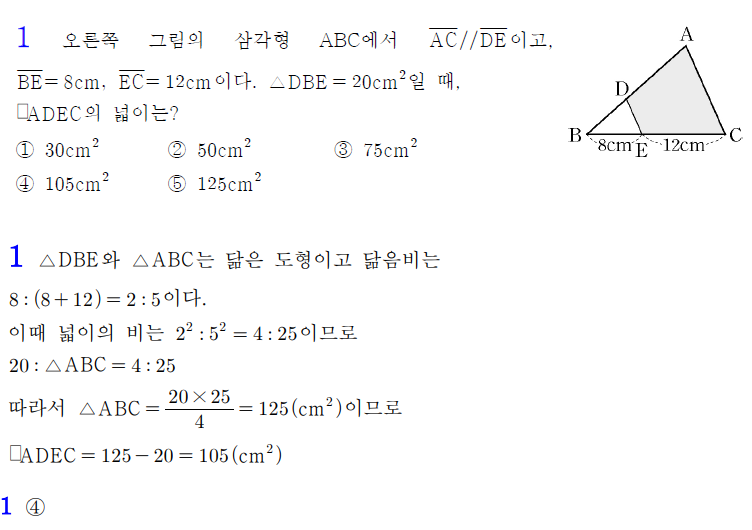 1 오른쪽 그림의 삼각형 ABC에서 \overline{AC}//\overline{DE}이고,
\overline{BE}=8cm, \overline{EC}=12cm이다. △DBE=20cm²일 때,
□ADEC의 넓이는?
① 30cm² ② 50cm² ③ 75cm²
④ 105cm² ⑤ 125cm²
A
D
B
8cm E 12cm
C
1 △DBE와 △ABC는 닮은 도형이고 닮음비는
8:(8+12)=2:5이다.
이때 넓이의 비는 2²:5²=4:25이므로
20:△ABC=4:25
따라서 △ABC=\frac{20×25}{4}=125(cm²)이므로
□ADEC=125-20=105(cm²)
1 ④